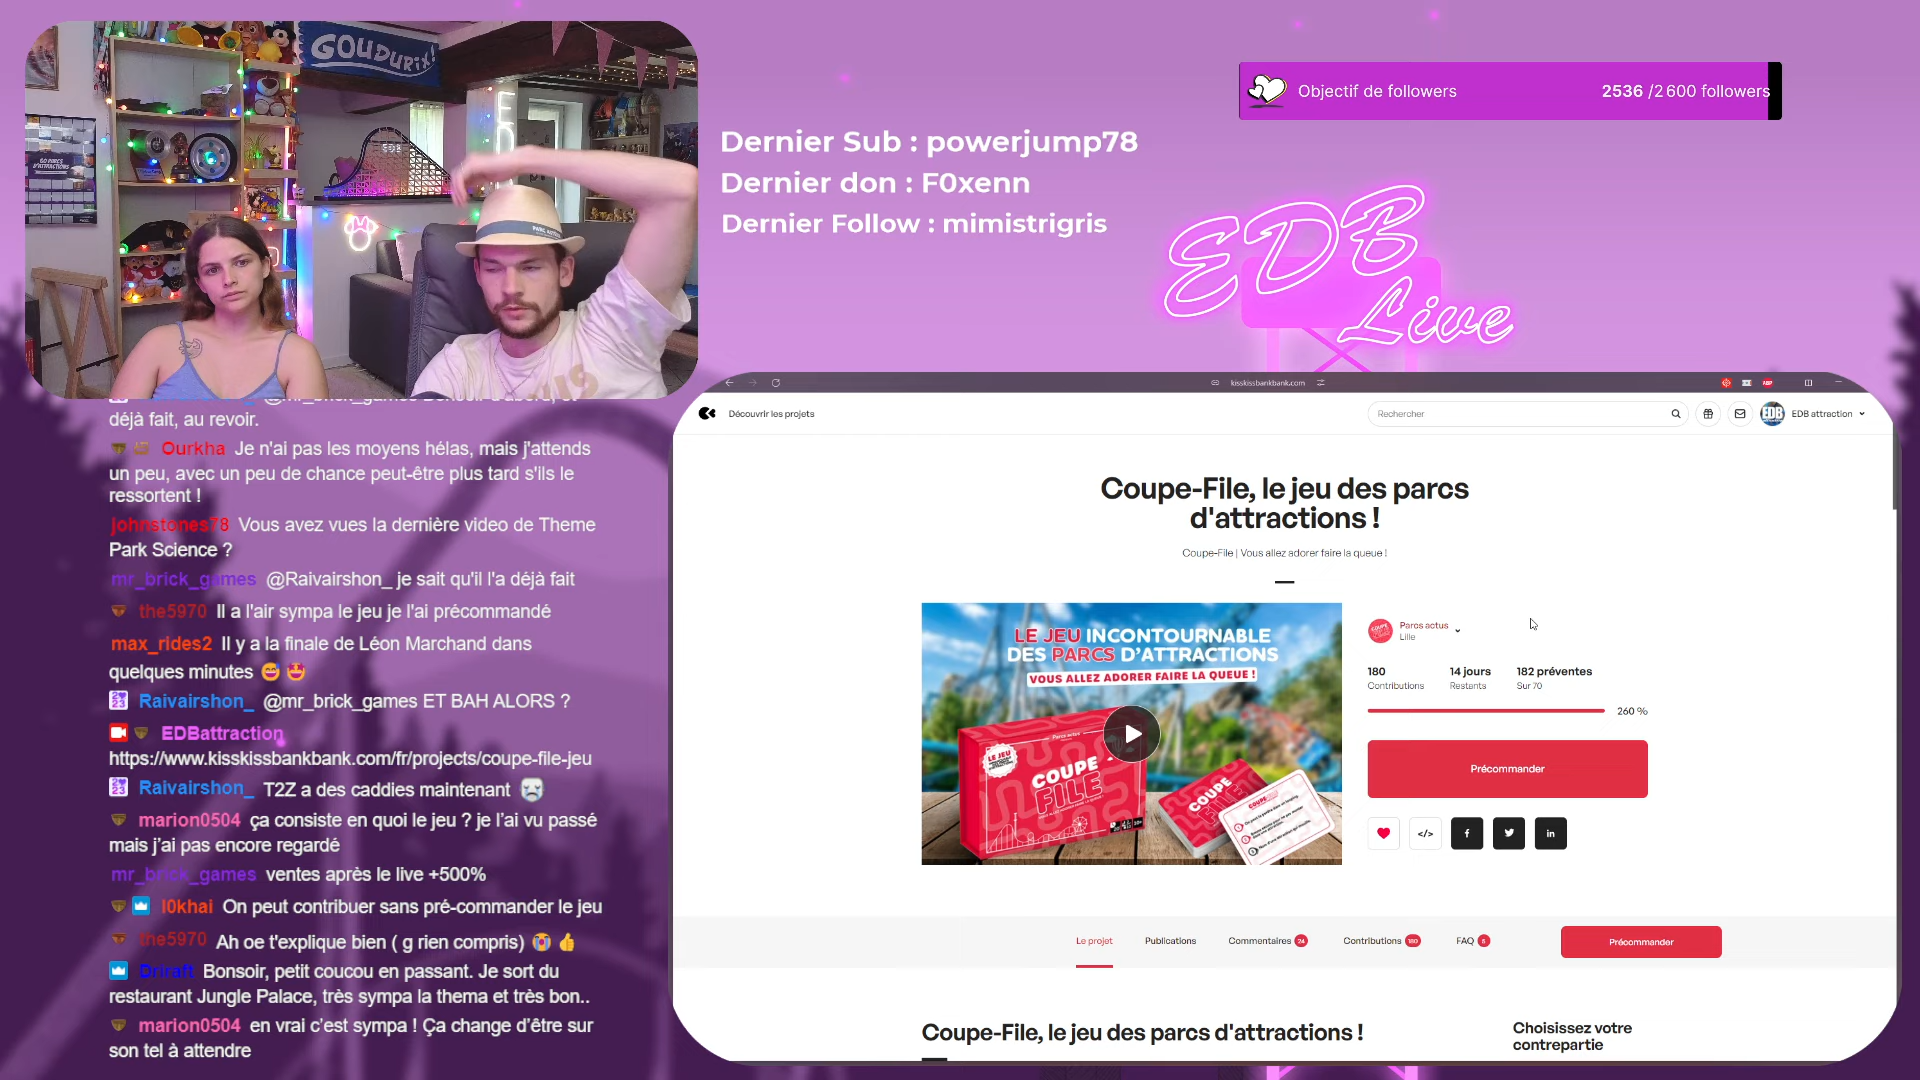 GOUDURIX!
EDB
Dernier Sub : powerjump78
Dernier don : F0xenn
Dernier Follow : mimistrigris
Objectif de followers
2536 /2 600 followers
EDB
Live
déjà fait, au revoir.
Ourkha Je n'ai pas les moyens hélas, mais j'attends
un peu, avec un peu de chance peut-être plus tard s'ils le
ressortent !
johnstones78 Vous avez vues la dernière video de Theme
Park Science ?
mr_brick_games @Raivairshon_ je sait qu'il l'a déjà fait
the5970 Il a l'air sympa le jeu je l'ai précommandé
max_rides2 Il y a la finale de Léon Marchand dans
quelques minutes 😅 🤩
Raivairshon_ @mr_brick_games ET BAH ALORS ?
EDBattraction
https://www.kisskissbankbank.com/fr/projects/coupe-file-jeu
Raivairshon_ T2Z a des caddies maintenant
marion0504 ça consiste en quoi le jeu ? je l'ai vu passé
mais j'ai pas encore regardé
mr_brick_games ventes après le live +500%
l0khai On peut contribuer sans pré-commander le jeu
the5970 Ah oe t'explique bien ( g rien compris) 😭 👍
Driraft Bonsoir, petit coucou en passant. Je sort du
restaurant Jungle Palace, très sympa la thema et très bon..
marion0504 en vrai c'est sympa ! Ça change d'être sur
son tel à attendre
kisskissbankbank.com
Découvrir les projets
Rechercher
EDB
EDB attraction
Coupe-File, le jeu des parcs
d'attractions !
Coupe-File | Vous allez adorer faire la queue !
LE JEU INCONTOURNABLE
DES PARCS D'ATTRACTIONS
VOUS ALLEZ ADORER FAIRE LA QUEUE !
Parcs actus
COUPE
FILE
COUPE
Parcs actus
Lille
180
Contributions
14 jours
Restants
182 préventes
Sur 70
260 %
Précommander
</>
Le projet
Publications
Commentaires 24
Contributions 180
FAQ 6
Précommander
Coupe-File, le jeu des parcs d'attractions !
Choisissez votre
contrepartie